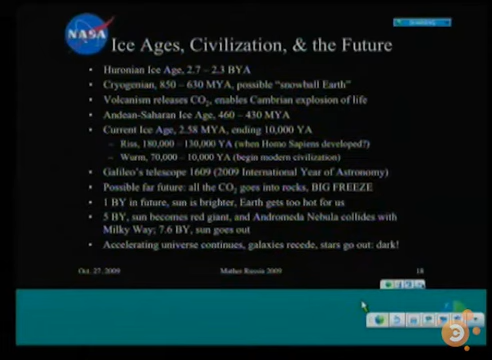 NASA
Ice Ages, Civilization, & the Future
• Huronian Ice Age, 2.7 – 2.3 BYA
• Cryogenian, 850 – 630 MYA, possible "snowball Earth"
• Volcanism releases CO2, enables Cambrian explosion of life
• Andean-Saharan Ice Age, 460 – 430 MYA
• Current Ice Age, 2.58 MYA, ending 10,000 YA
– Riss, 180,000 – 130,000 YA (when Homo Sapiens developed?)
– Wurm, 70,000 – 10,000 YA (begin modern civilization)
• Galileo's telescope 1609 (2009 International Year of Astronomy)
• Possible far future: all the CO2 goes into rocks, BIG FREEZE
• 1 BY in future, sun is brighter, Earth gets too hot for us
• 5 BY, sun becomes red giant, and Andromeda Nebula collides with
Milky Way; 7.6 BY, sun goes out
• Accelerating universe continues, galaxies recede, stars go out: dark!
Oct. 27, 2009 Mather Russia 2009 18